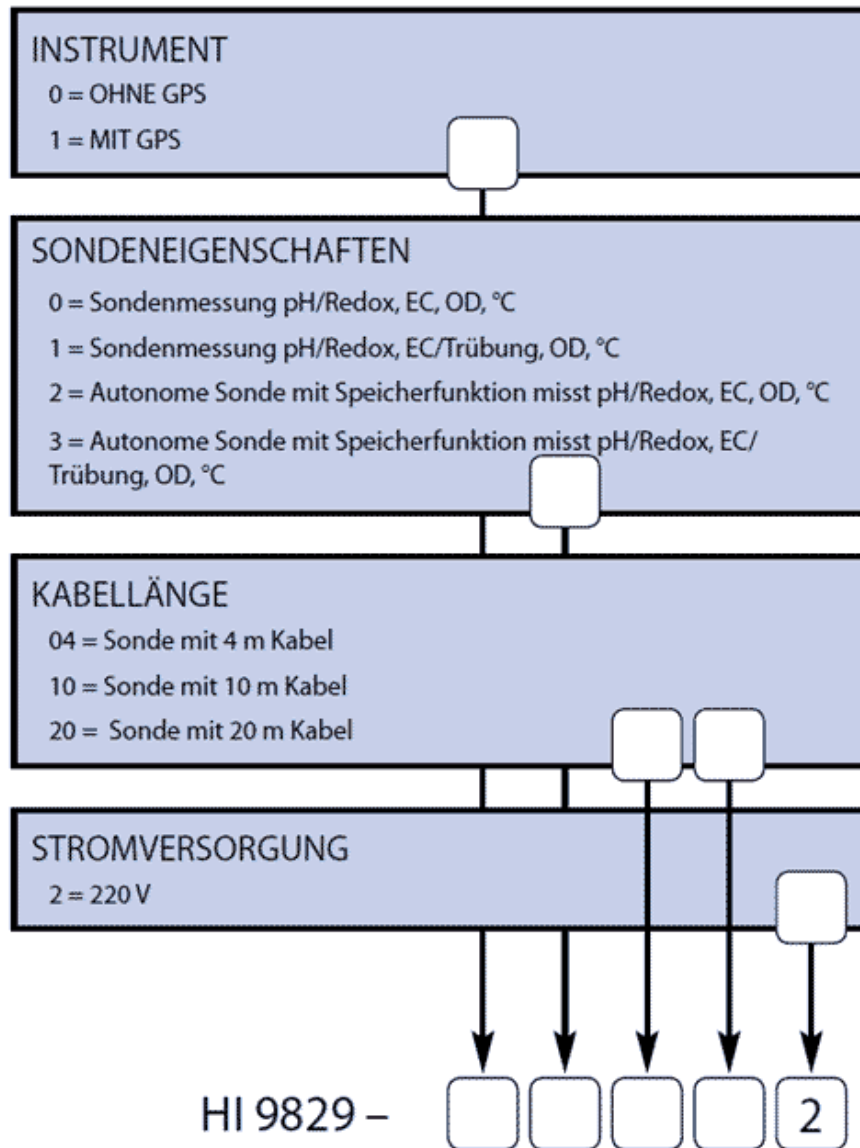 INSTRUMENT
0 = OHNE GPS
1 = MIT GPS
SONDENEIGENSCHAFTEN
0 = Sondenmessung pH/Redox, EC, OD, °C
1 = Sondenmessung pH/Redox, EC/Trübung, OD, °C
2 = Autonome Sonde mit Speicherfunktion misst pH/Redox, EC, OD, °C
3 = Autonome Sonde mit Speicherfunktion misst pH/Redox, EC/
Trübung, OD, °C
KABELLÄNGE
04 = Sonde mit 4 m Kabel
10 = Sonde mit 10 m Kabel
20 = Sonde mit 20 m Kabel
STROMVERSORGUNG
2 = 220 V
HI 9829 – 2